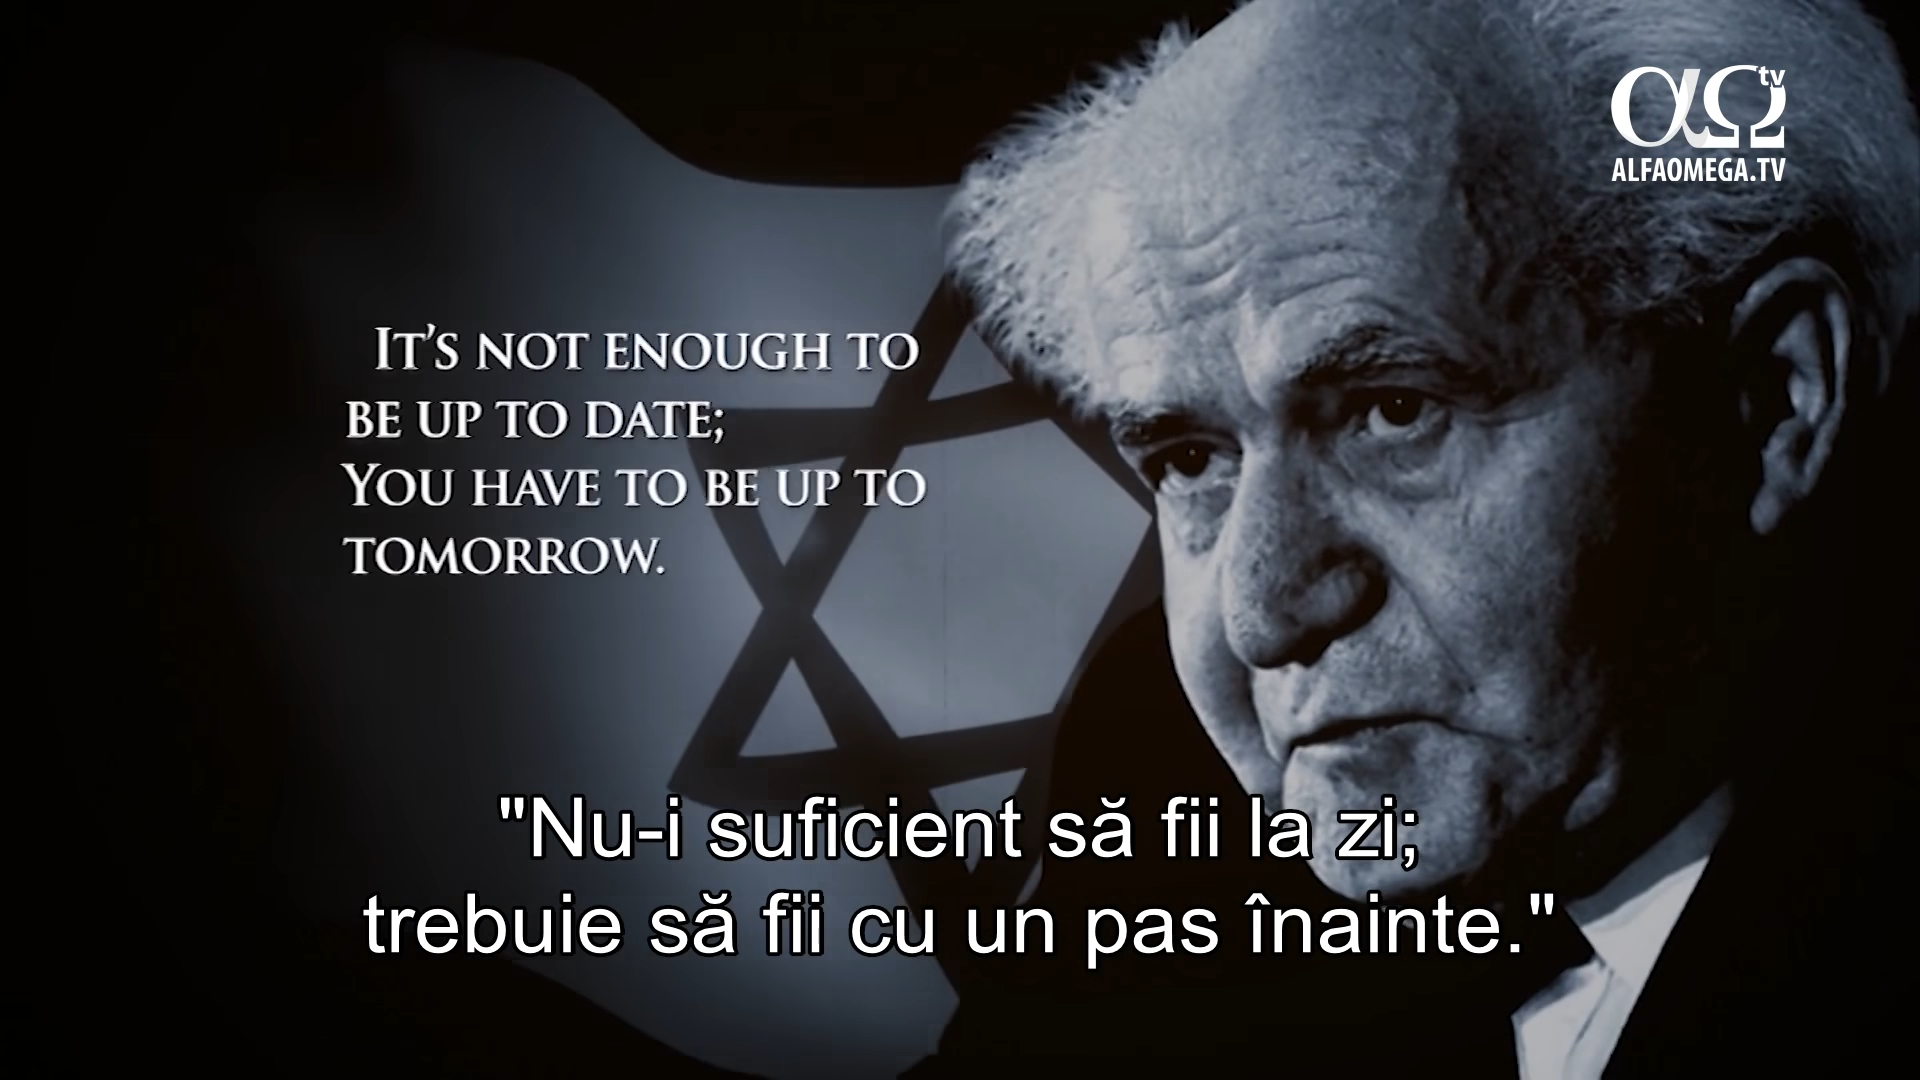 tv
ALFAOMEGA.TV
IT'S NOT ENOUGH TO
BE UP TO DATE;
YOU HAVE TO BE UP TO
TOMORROW.
"Nu-i suficient să fii la zi;
trebuie să fii cu un pas înainte."